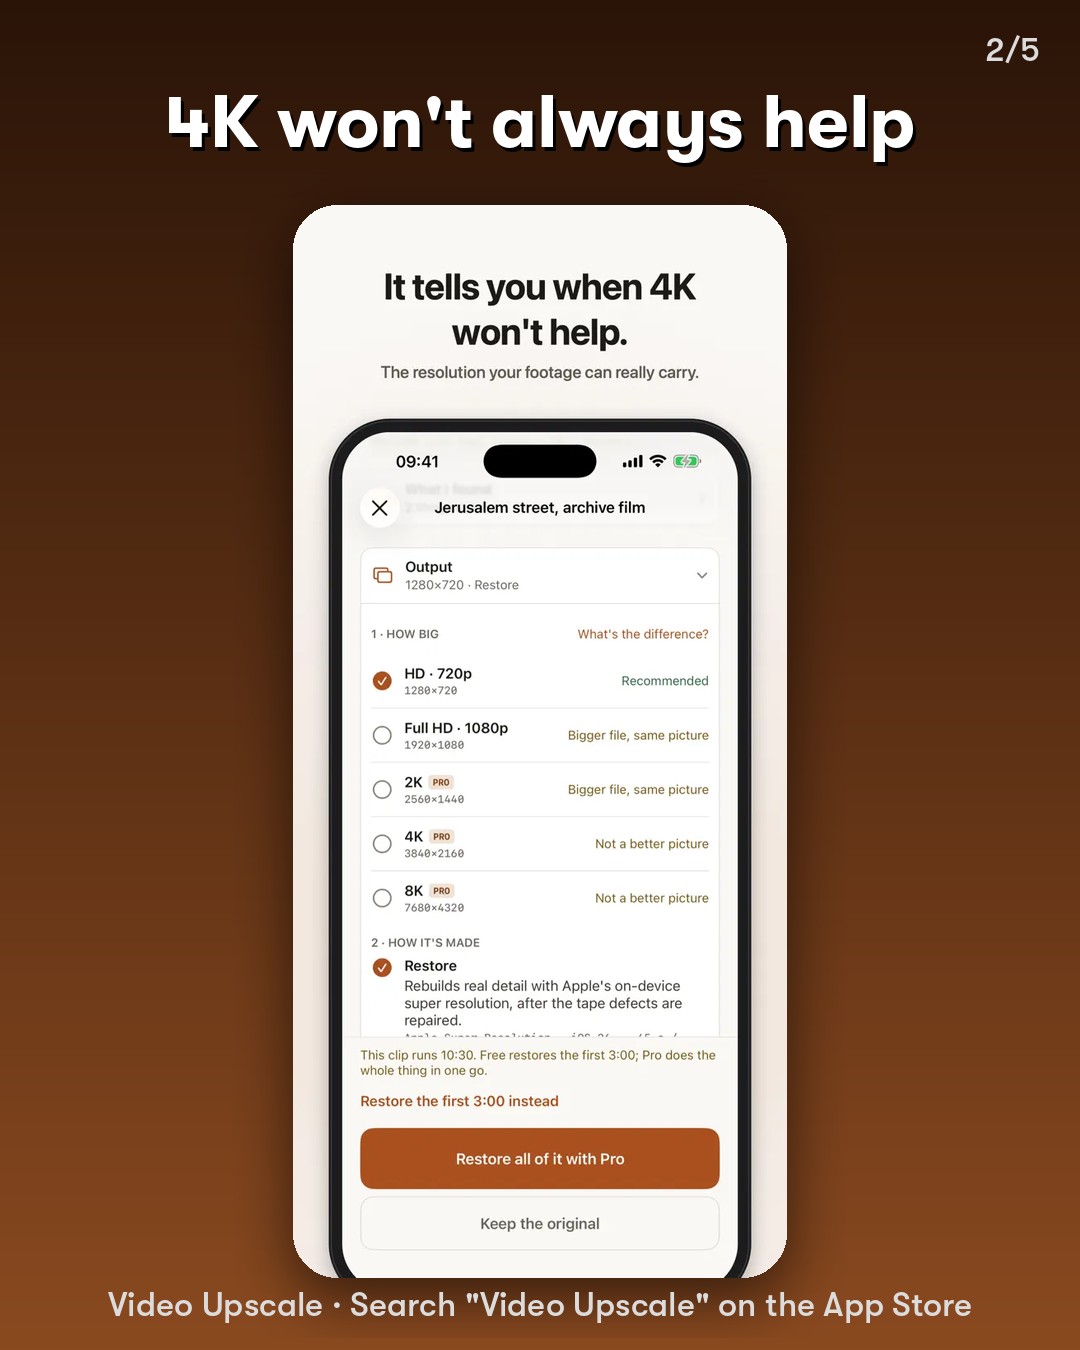 2/5
4K won't always help
It tells you when 4K
won't help.
The resolution your footage can really carry.
09:41
What I found
Jerusalem street, archive film
Output
1280×720 · Restore
1 · HOW BIG
What's the difference?
HD · 720p
Recommended
1280×720
Full HD · 1080p
Bigger file, same picture
1920×1080
2K PRO
Bigger file, same picture
2560×1440
4K PRO
Not a better picture
3840×2160
8K PRO
Not a better picture
7680×4320
2 · HOW IT'S MADE
Restore
Rebuilds real detail with Apple's on-device
super resolution, after the tape defects are
repaired.
This clip runs 10:30. Free restores the first 3:00; Pro does the
whole thing in one go.
Restore the first 3:00 instead
Restore all of it with Pro
Keep the original
Video Upscale · Search "Video Upscale" on the App Store